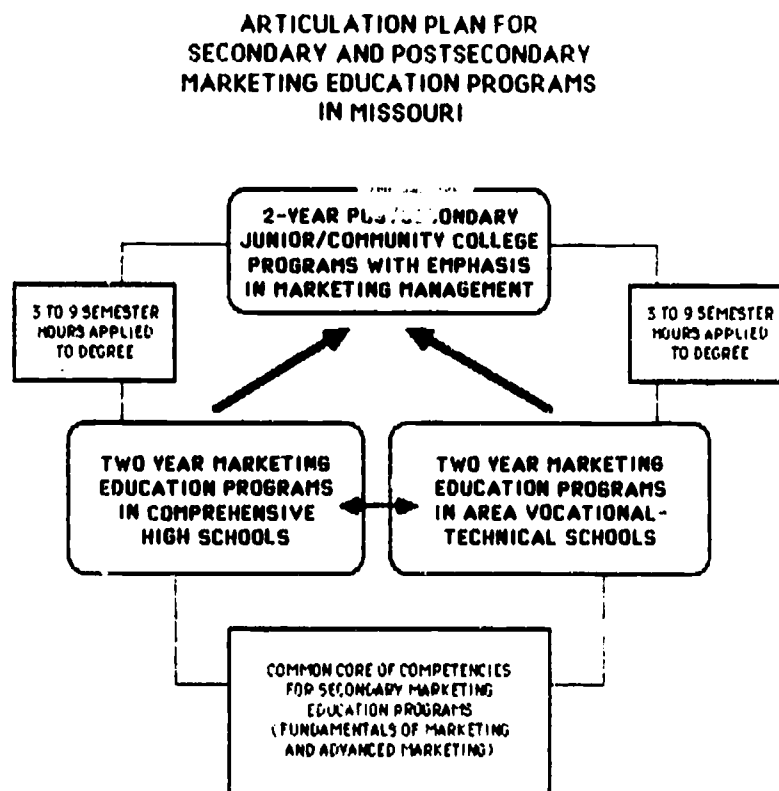 ARTICULATION PLAN FOR
SECONDARY AND POSTSECONDARY
MARKETING EDUCATION PROGRAMS
IN MISSOURI
2-YEAR POSTSECONDARY
JUNIOR/COMMUNITY COLLEGE
PROGRAMS WITH EMPHASIS
IN MARKETING MANAGEMENT
3 TO 9 SEMESTER
HOURS APPLIED
TO DEGREE
3 TO 9 SEMESTER
HOURS APPLIED
TO DEGREE
TWO YEAR MARKETING
EDUCATION PROGRAMS
IN COMPREHENSIVE
HIGH SCHOOLS
TWO YEAR MARKETING
EDUCATION PROGRAMS
IN AREA VOCATIONAL-
TECHNICAL SCHOOLS
COMMON CORE OF COMPETENCIES
FOR SECONDARY MARKETING
EDUCATION PROGRAMS
(FUNDAMENTALS OF MARKETING
AND ADVANCED MARKETING)